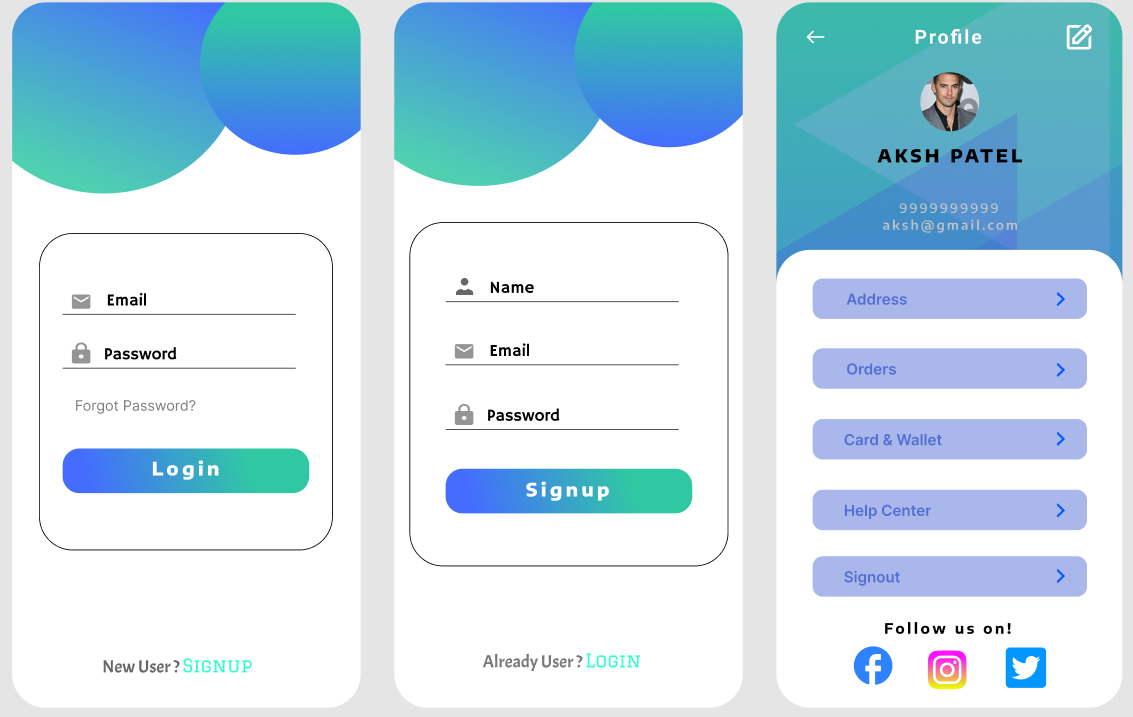 Email
Password
Forgot Password?
Login
New User ? SIGNUP
Name
Email
Password
Signup
Already User ? LOGIN
Profile
AKSH PATEL
9999999999
aksh@gmail.com
Address
Orders
Card & Wallet
Help Center
Signout
Follow us on!